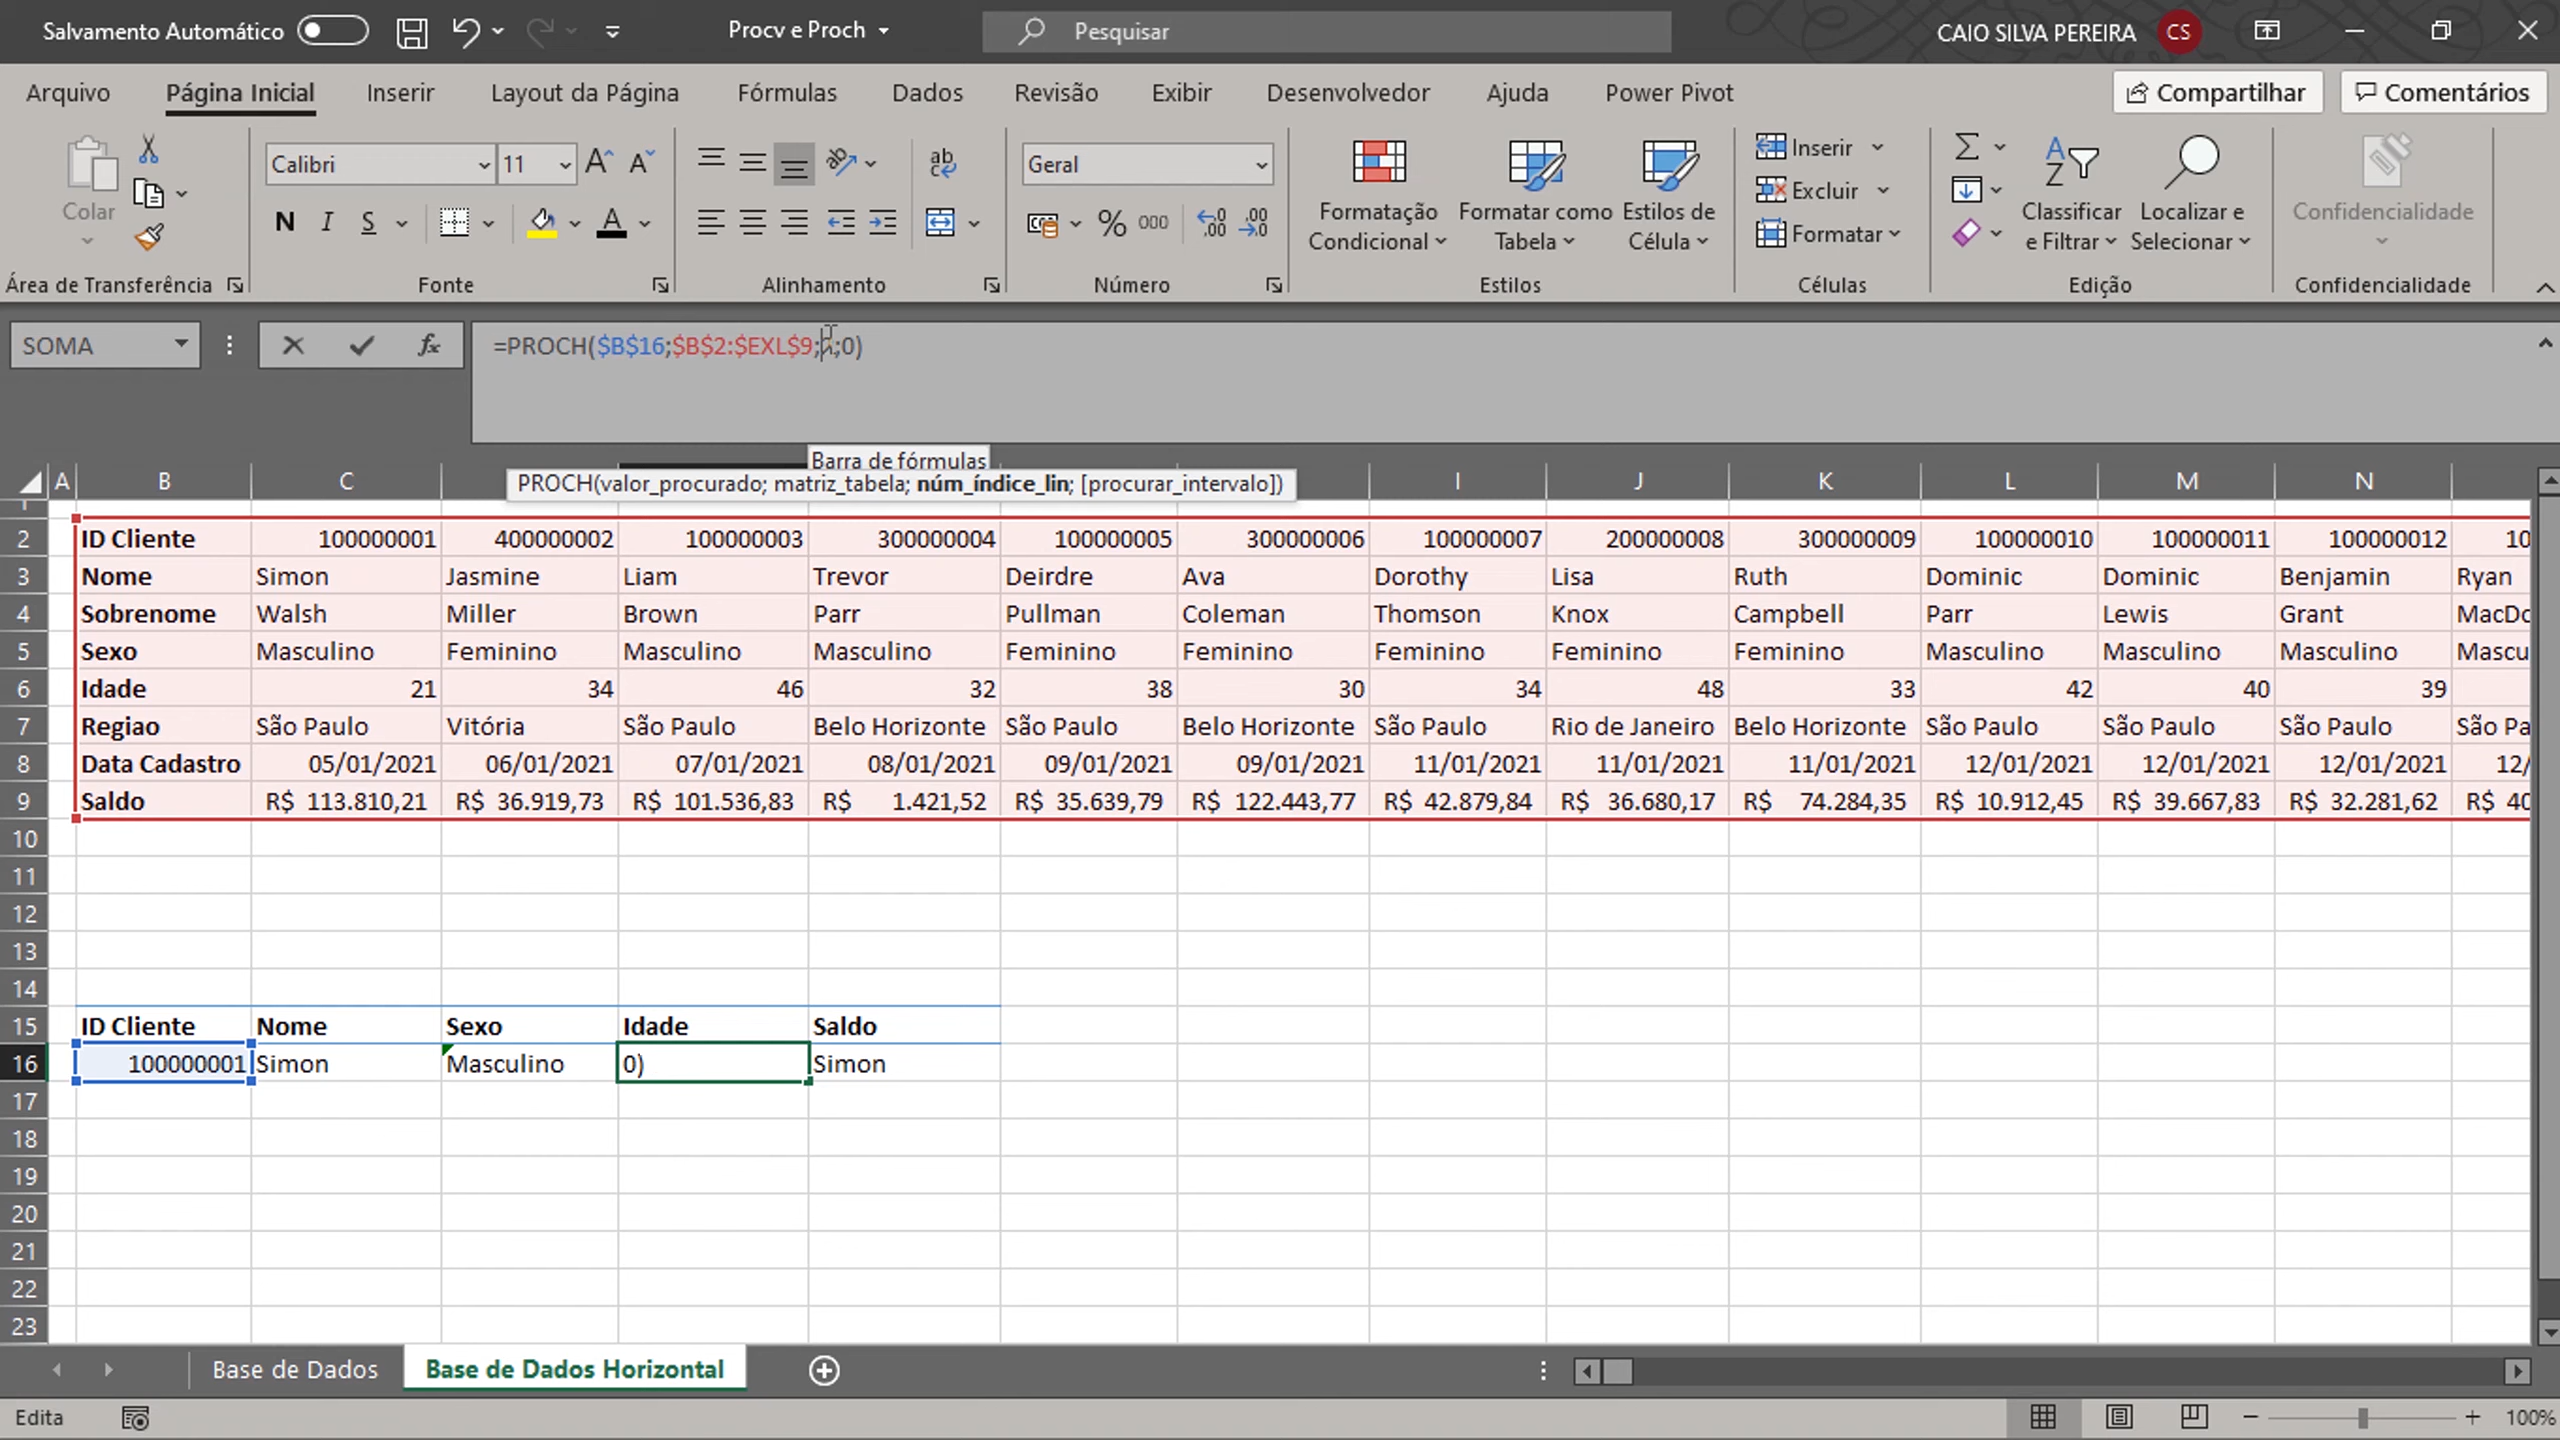 Salvamento Automático
Procv e Proch
Pesquisar
CAIO SILVA PEREIRA
CS
Arquivo
Página Inicial
Inserir
Layout da Página
Fórmulas
Dados
Revisão
Exibir
Desenvolvedor
Ajuda
Power Pivot
Compartilhar
Comentários
Colar
Área de Transferência
Calibri
11
N I S
Fonte
ab
Alinhamento
Geral
% 000
Número
Formatação Condicional
Formatar como Tabela
Estilos de Célula
Estilos
Inserir
Excluir
Formatar
Células
Classificar e Filtrar
Localizar e Selecionar
Edição
Confidencialidade
Confidencialidade
SOMA
fx
=PROCH($B$16;$B$2:$EXL$9; ;0)
Barra de fórmulas
PROCH(valor_procurado; matriz_tabela; núm_índice_lin; [procurar_intervalo])
A B C I J K L M N
2 ID Cliente 100000001 400000002 100000003 300000004 100000005 300000006 100000007 200000008 300000009 100000010 100000011 100000012 10
3 Nome Simon Jasmine Liam Trevor Deirdre Ava Dorothy Lisa Ruth Dominic Dominic Benjamin Ryan
4 Sobrenome Walsh Miller Brown Parr Pullman Coleman Thomson Knox Campbell Parr Lewis Grant MacDo
5 Sexo Masculino Feminino Masculino Masculino Feminino Feminino Feminino Feminino Feminino Masculino Masculino Masculino Mascu
6 Idade 21 34 46 32 38 30 34 48 33 42 40 39
7 Regiao São Paulo Vitória São Paulo Belo Horizonte São Paulo Belo Horizonte São Paulo Rio de Janeiro Belo Horizonte São Paulo São Paulo São Paulo São Pa
8 Data Cadastro 05/01/2021 06/01/2021 07/01/2021 08/01/2021 09/01/2021 09/01/2021 11/01/2021 11/01/2021 11/01/2021 12/01/2021 12/01/2021 12/01/2021 12/
9 Saldo R$ 113.810,21 R$ 36.919,73 R$ 101.536,83 R$ 1.421,52 R$ 35.639,79 R$ 122.443,77 R$ 42.879,84 R$ 36.680,17 R$ 74.284,35 R$ 10.912,45 R$ 39.667,83 R$ 32.281,62 R$ 40
10
11
12
13
14
15 ID Cliente Nome Sexo Idade Saldo
16 100000001 Simon Masculino 0) Simon
17
18
19
20
21
22
23
Base de Dados
Base de Dados Horizontal
Edita
100%